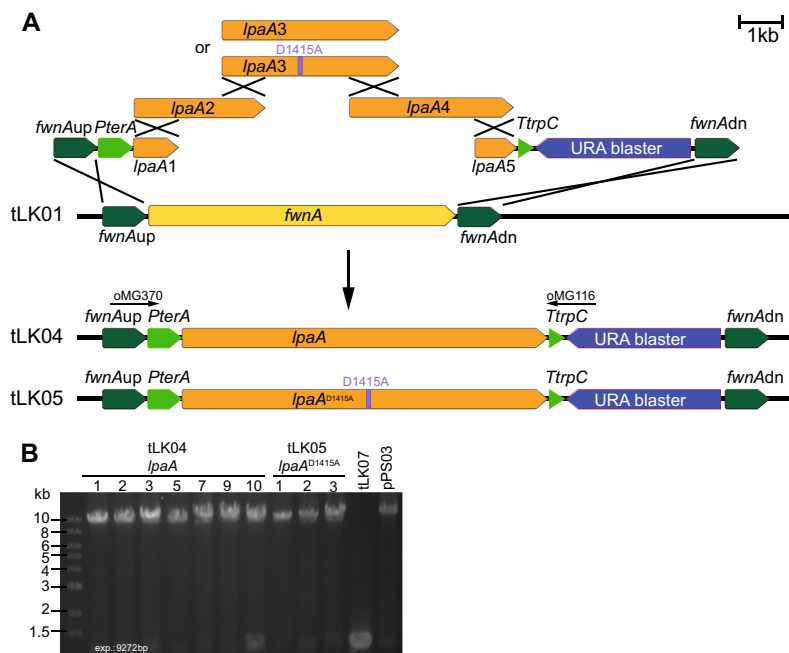 A
lpaA3
1kb
or
D1415A
lpaA3
lpaA2
lpaA4
fwnAup PterA
TtrpC
fwnAdn
lpaA1
lpaA5
URA blaster
tLK01
fwnA
fwnAup
fwnAdn
oMG370
oMG116
fwnAup PterA
TtrpC
fwnAdn
tLK04
lpaA
URA blaster
D1415A
fwnAup PterA
TtrpC
fwnAdn
tLK05
lpaAD1415A
URA blaster
B
tLK04
tLK05
tLK07
pPS03
lpaA
lpaAD1415A
kb
1 2 3 5 7 9 10 1 2 3
10
8
6
5
4
3
2
1.5
exp.: 9272bp